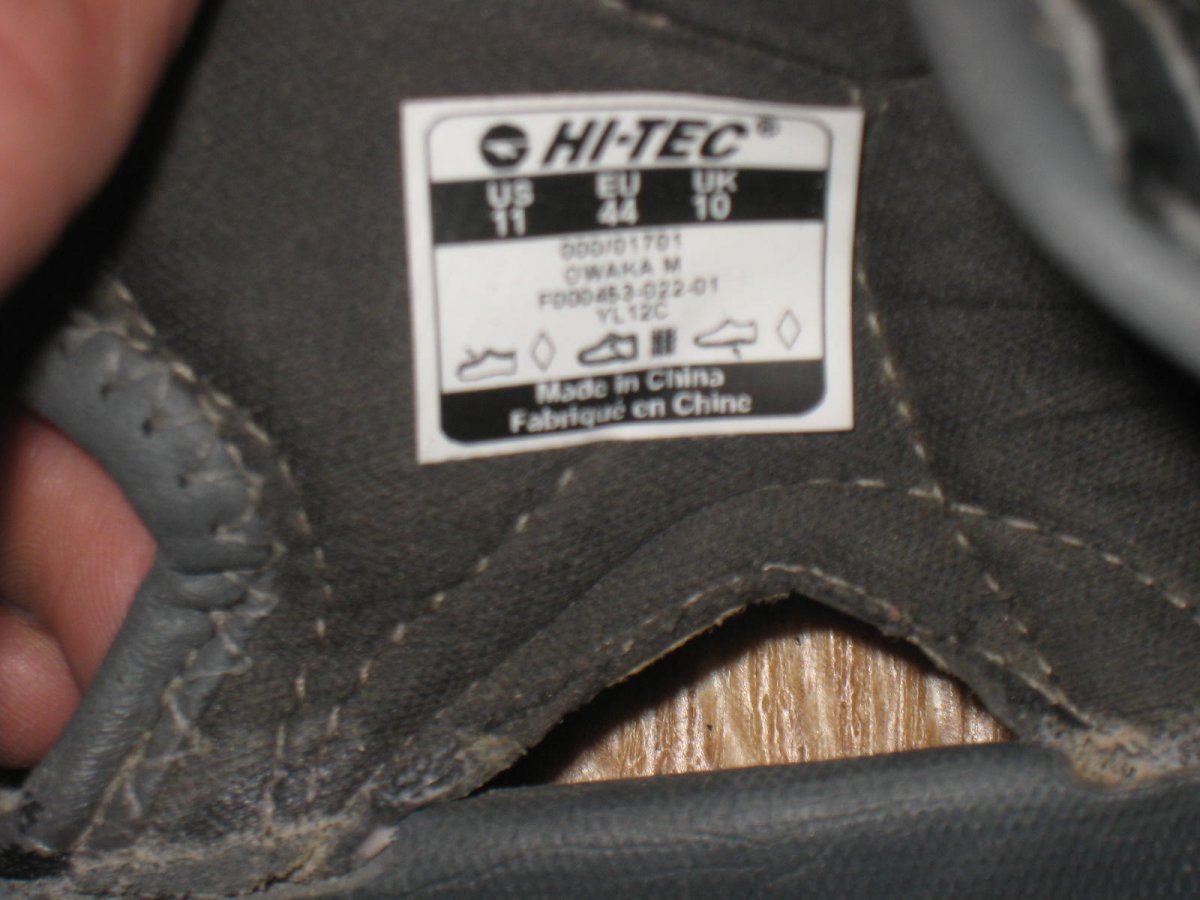 HI-TEC®
US EU UK
11 44 10
000/01701
OWAKA M
F000463-022-01
YL12C
Made in China
Fabriqué en Chine